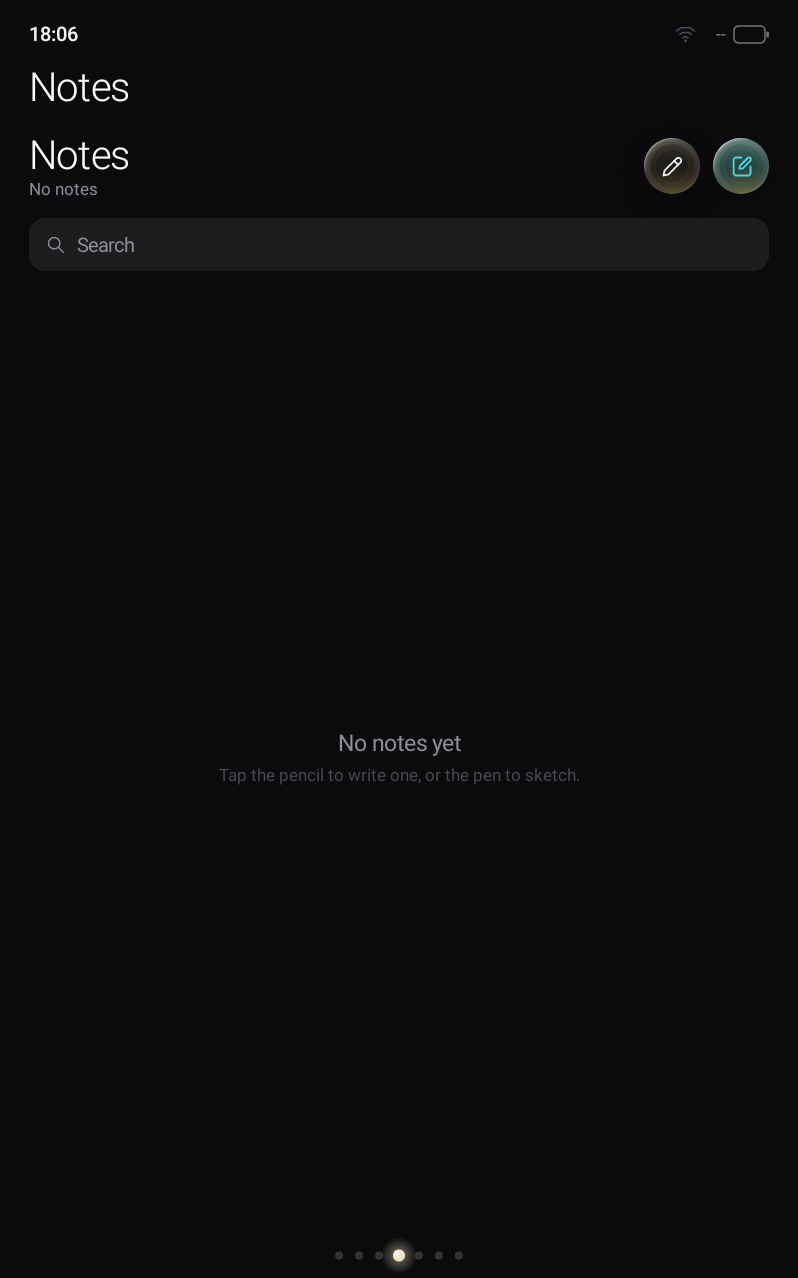 18:06
--
Notes
Notes
No notes
Search
No notes yet
Tap the pencil to write one, or the pen to sketch.